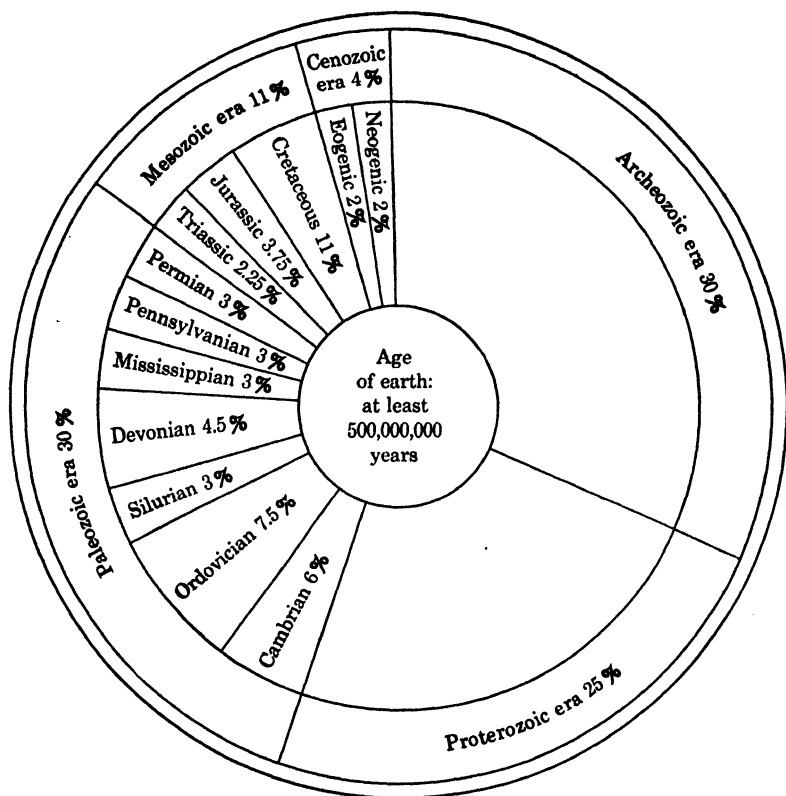 Cenozoic
era 4%
Mesozoic era 11%
Archeozoic era 30%
Neogenic 2%
Eogenic 2%
Cretaceous 11%
Jurassic 3.75%
Triassic 2.25%
Permian 3%
Pennsylvanian 3%
Mississippian 3%
Devonian 4.5%
Silurian 3%
Ordovician 7.5%
Cambrian 6%
Paleozoic era 30%
Proterozoic era 25%
Age
of earth:
at least
500,000,000
years